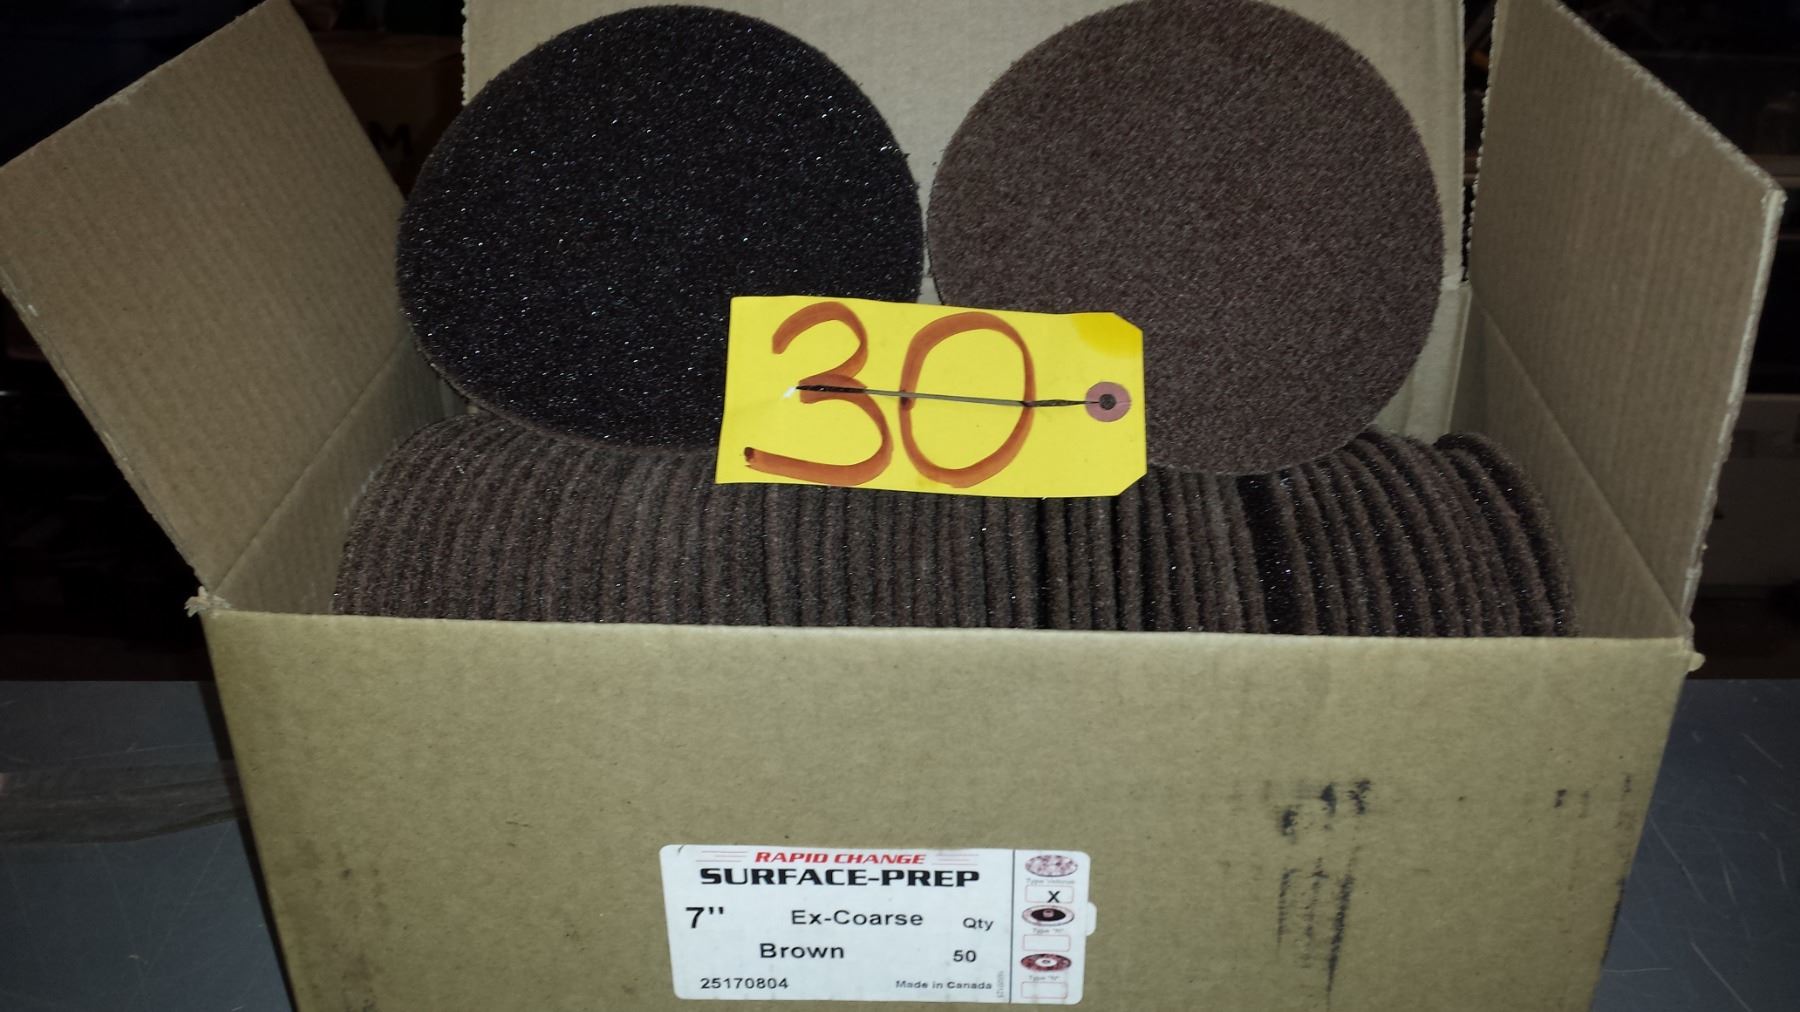 30
RAPID CHANGE
SURFACE-PREP
7" Ex-Coarse Qty
Brown 50
25170804 Made in Canada
X